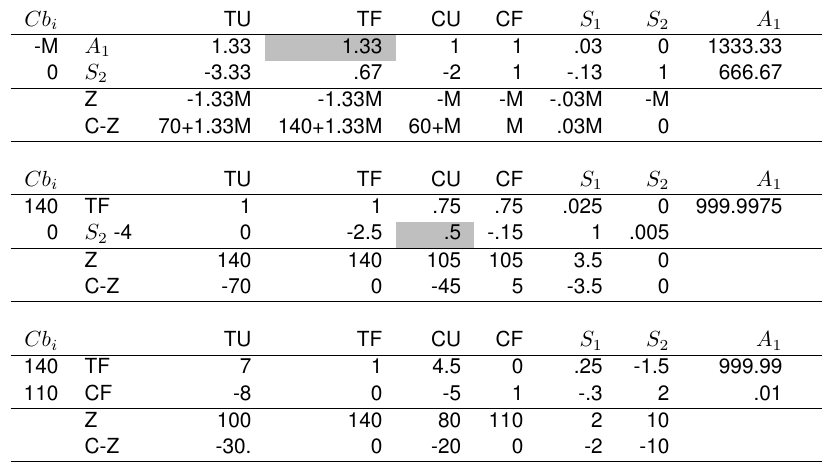 Cb_i TU TF CU CF S_1 S_2 A_1
-M A_1 1.33 1.33 1 1 .03 0 1333.33
0 S_2 -3.33 .67 -2 1 -.13 1 666.67
Z -1.33M -1.33M -M -M -.03M -M
C-Z 70+1.33M 140+1.33M 60+M M .03M 0
Cb_i TU TF CU CF S_1 S_2 A_1
140 TF 1 1 .75 .75 .025 0 999.9975
0 S_2 -4 0 -2.5 .5 -.15 1 .005
Z 140 140 105 105 3.5 0
C-Z -70 0 -45 5 -3.5 0
Cb_i TU TF CU CF S_1 S_2 A_1
140 TF 7 1 4.5 0 .25 -1.5 999.99
110 CF -8 0 -5 1 -.3 2 .01
Z 100 140 80 110 2 10
C-Z -30. 0 -20 0 -2 -10